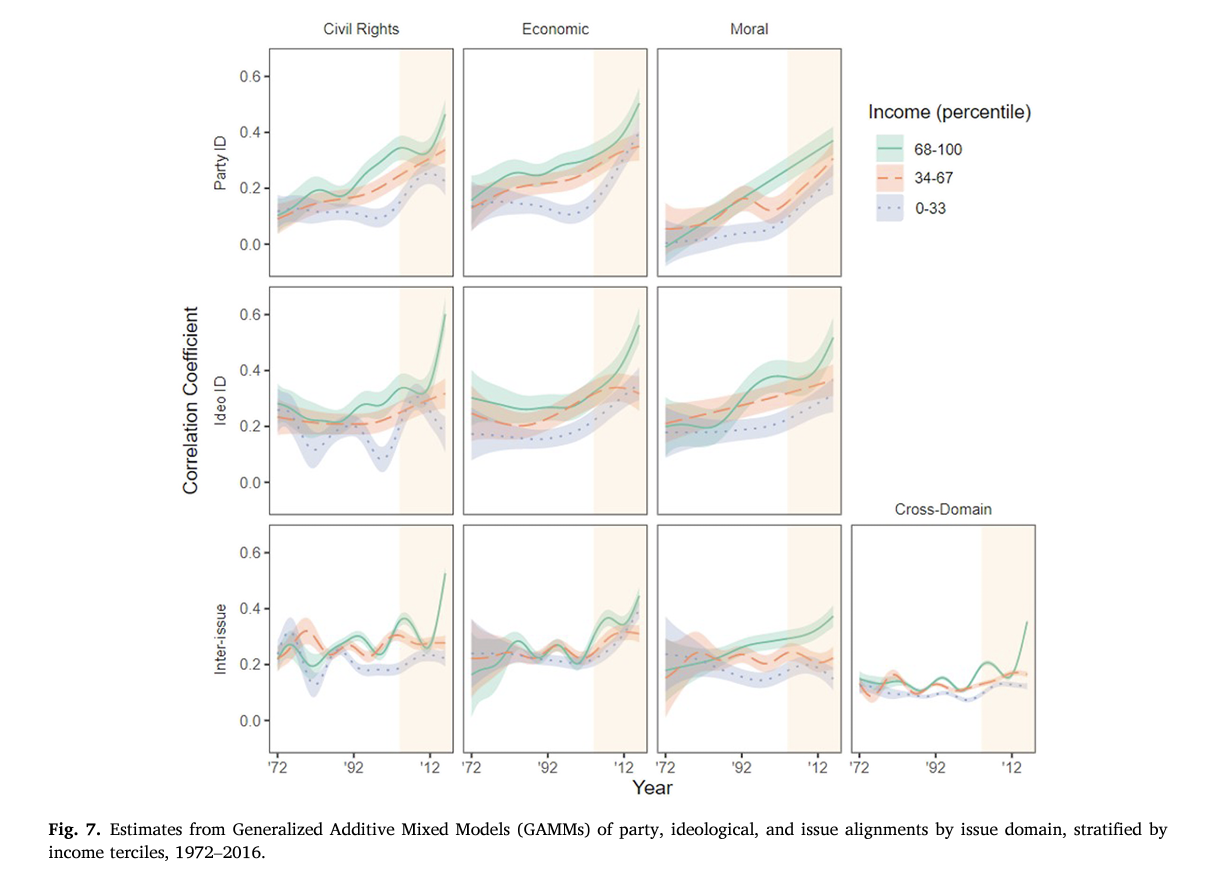 Civil Rights
Economic
Moral
Income (percentile)
68-100
34-67
0-33
Correlation Coefficient
Party ID
0.6
0.4
0.2
0.0
Ideo ID
0.6
0.4
0.2
0.0
Cross-Domain
Inter-issue
0.6
0.4
0.2
0.0
'72 '92 '12 '72 '92 '12 '72 '92 '12 '72 '92 '12
Year
Fig. 7. Estimates from Generalized Additive Mixed Models (GAMMs) of party, ideological, and issue alignments by issue domain, stratified by
income terciles, 1972–2016.